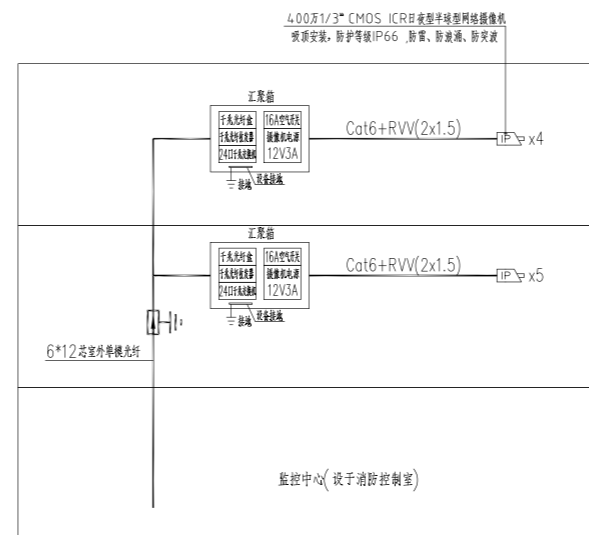 400万1/3" CMOS ICR日夜型半球型网络摄像机
吸顶安装，防护等级IP66，防雷、防浪涌、防突波
汇聚箱
千兆光纤盒
千兆光纤收发器
24口千兆交换机
16A空气开关
摄像机电源
12V3A
接地
设备接地
Cat6+RVV(2x1.5)
IP
x4
汇聚箱
千兆光纤盒
千兆光纤收发器
24口千兆交换机
16A空气开关
摄像机电源
12V3A
接地
设备接地
Cat6+RVV(2x1.5)
IP
x5
6*12芯室外单模光纤
监控中心(设于消防控制室)